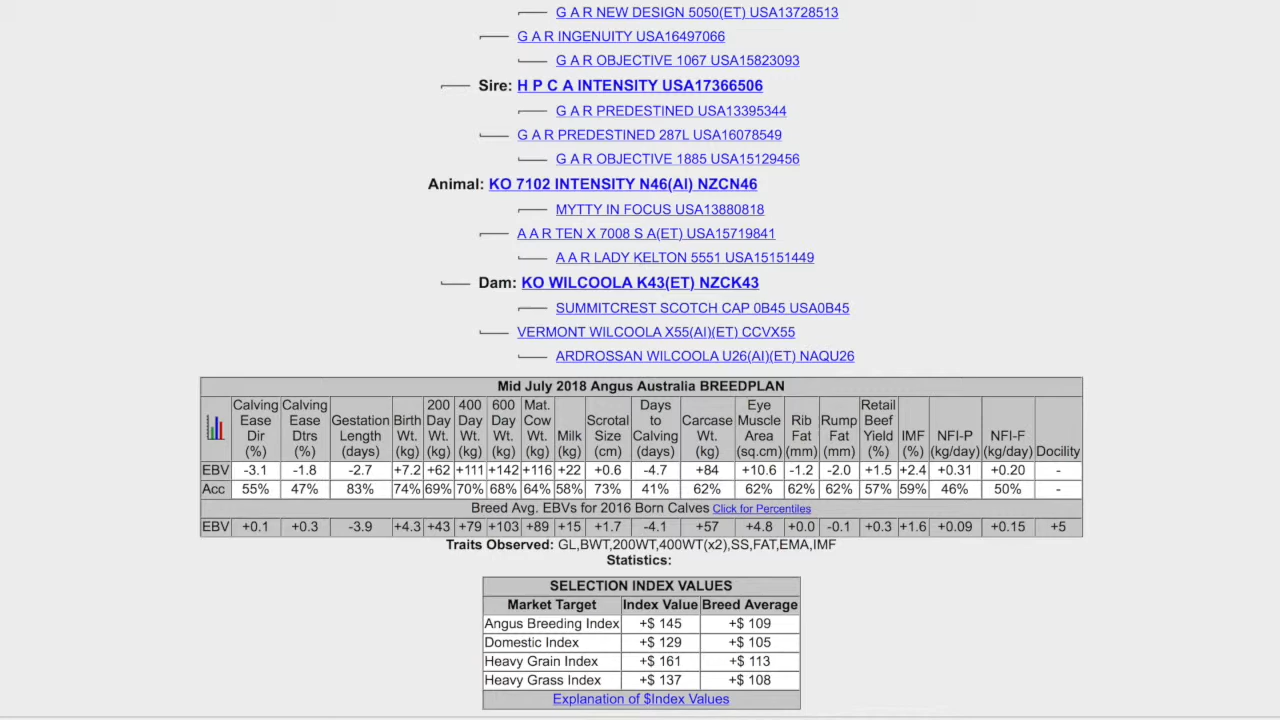 G A R NEW DESIGN 5050(ET) USA13728513
G A R INGENUITY USA16497066
G A R OBJECTIVE 1067 USA15823093
Sire: H P C A INTENSITY USA17366506
G A R PREDESTINED USA13395344
G A R PREDESTINED 287L USA16078549
G A R OBJECTIVE 1885 USA15129456
Animal: KO 7102 INTENSITY N46(AI) NZCN46
MYTTY IN FOCUS USA13880818
A A R TEN X 7008 S A(ET) USA15719841
A A R LADY KELTON 5551 USA15151449
Dam: KO WILCOOLA K43(ET) NZCK43
SUMMITCREST SCOTCH CAP 0B45 USA0B45
VERMONT WILCOOLA X55(AI)(ET) CCVX55
ARDROSSAN WILCOOLA U26(AI)(ET) NAQU26
Mid July 2018 Angus Australia BREEDPLAN
Calving Ease Dir (%) Calving Ease Dtrs (%) Gestation Length (days) Birth Wt. (kg) 200 Day Wt. (kg) 400 Day Wt. (kg) 600 Day Wt. (kg) Mat. Cow Wt. (kg) Milk (kg) Scrotal Size (cm) Days to Calving (days) Carcase Wt. (kg) Eye Muscle Area (sq.cm) Rib Fat (mm) Rump Fat (mm) Retail Beef Yield (%) IMF (%) NFI-P (kg/day) NFI-F (kg/day) Docility
EBV -3.1 -1.8 -2.7 +7.2 +62 +111 +142 +116 +22 +0.6 -4.7 +84 +10.6 -1.2 -2.0 +1.5 +2.4 +0.31 +0.20 -
Acc 55% 47% 83% 74% 69% 70% 68% 64% 58% 73% 41% 62% 62% 62% 62% 57% 59% 46% 50% -
Breed Avg. EBVs for 2016 Born Calves Click for Percentiles
EBV +0.1 +0.3 -3.9 +4.3 +43 +79 +103 +89 +15 +1.7 -4.1 +57 +4.8 +0.0 -0.1 +0.3 +1.6 +0.09 +0.15 +5
Traits Observed: GL,BWT,200WT,400WT(x2),SS,FAT,EMA,IMF
Statistics:
SELECTION INDEX VALUES
Market Target Index Value Breed Average
Angus Breeding Index +$ 145 +$ 109
Domestic Index +$ 129 +$ 105
Heavy Grain Index +$ 161 +$ 113
Heavy Grass Index +$ 137 +$ 108
Explanation of $Index Values